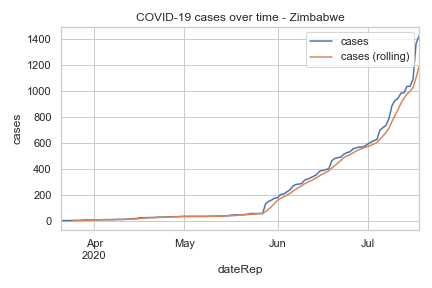 COVID-19 cases over time - Zimbabwe
cases
cases (rolling)
1400
1200
1000
800
600
400
200
0
cases
Apr
2020
May
Jun
Jul
dateRep